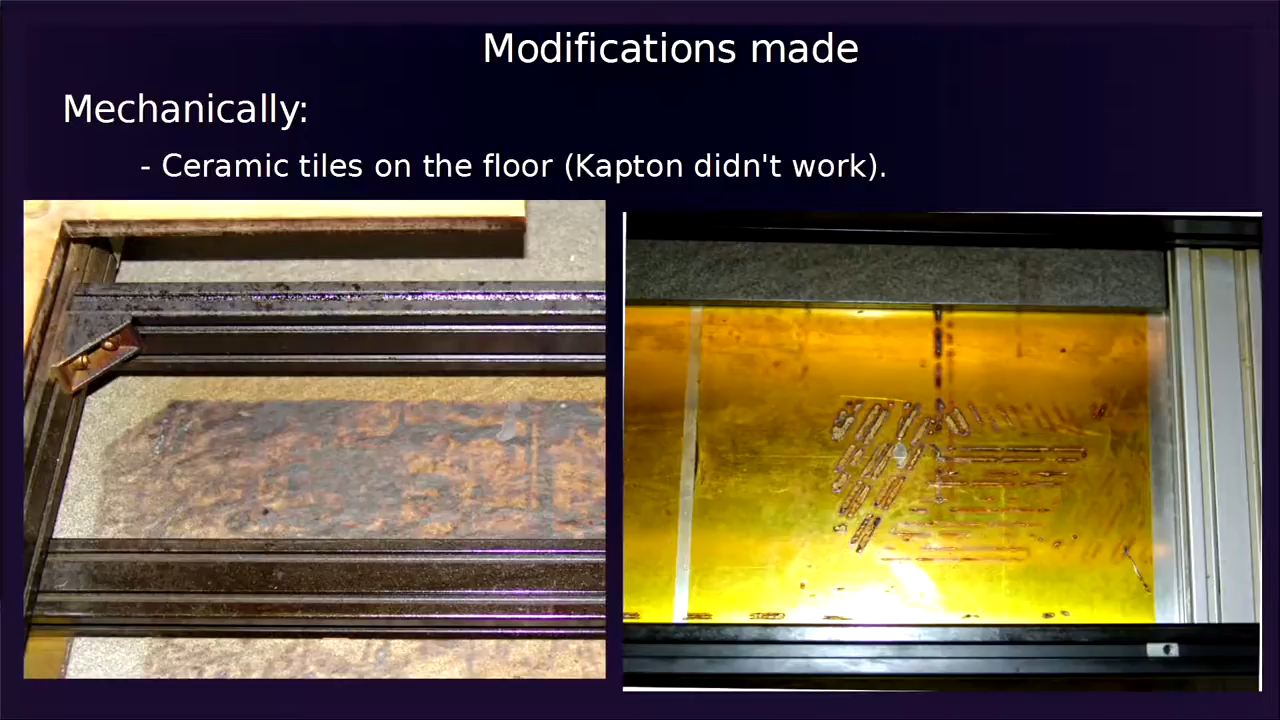 Modifications made
Mechanically:
- Ceramic tiles on the floor (Kapton didn't work).